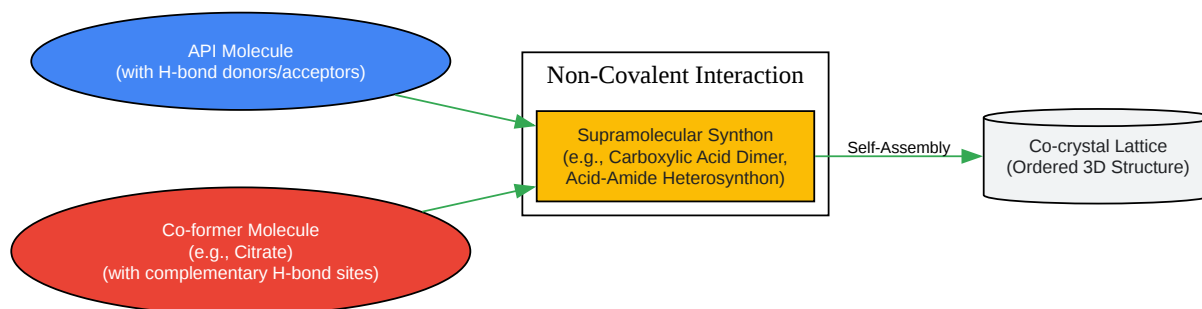 API Molecule
(with H-bond donors/acceptors)
Non-Covalent Interaction
Supramolecular Synthon
(e.g., Carboxylic Acid Dimer,
Acid-Amide Heterosynthon)
Self-Assembly
Co-crystal Lattice
(Ordered 3D Structure)
Co-former Molecule
(e.g., Citrate)
(with complementary H-bond sites)